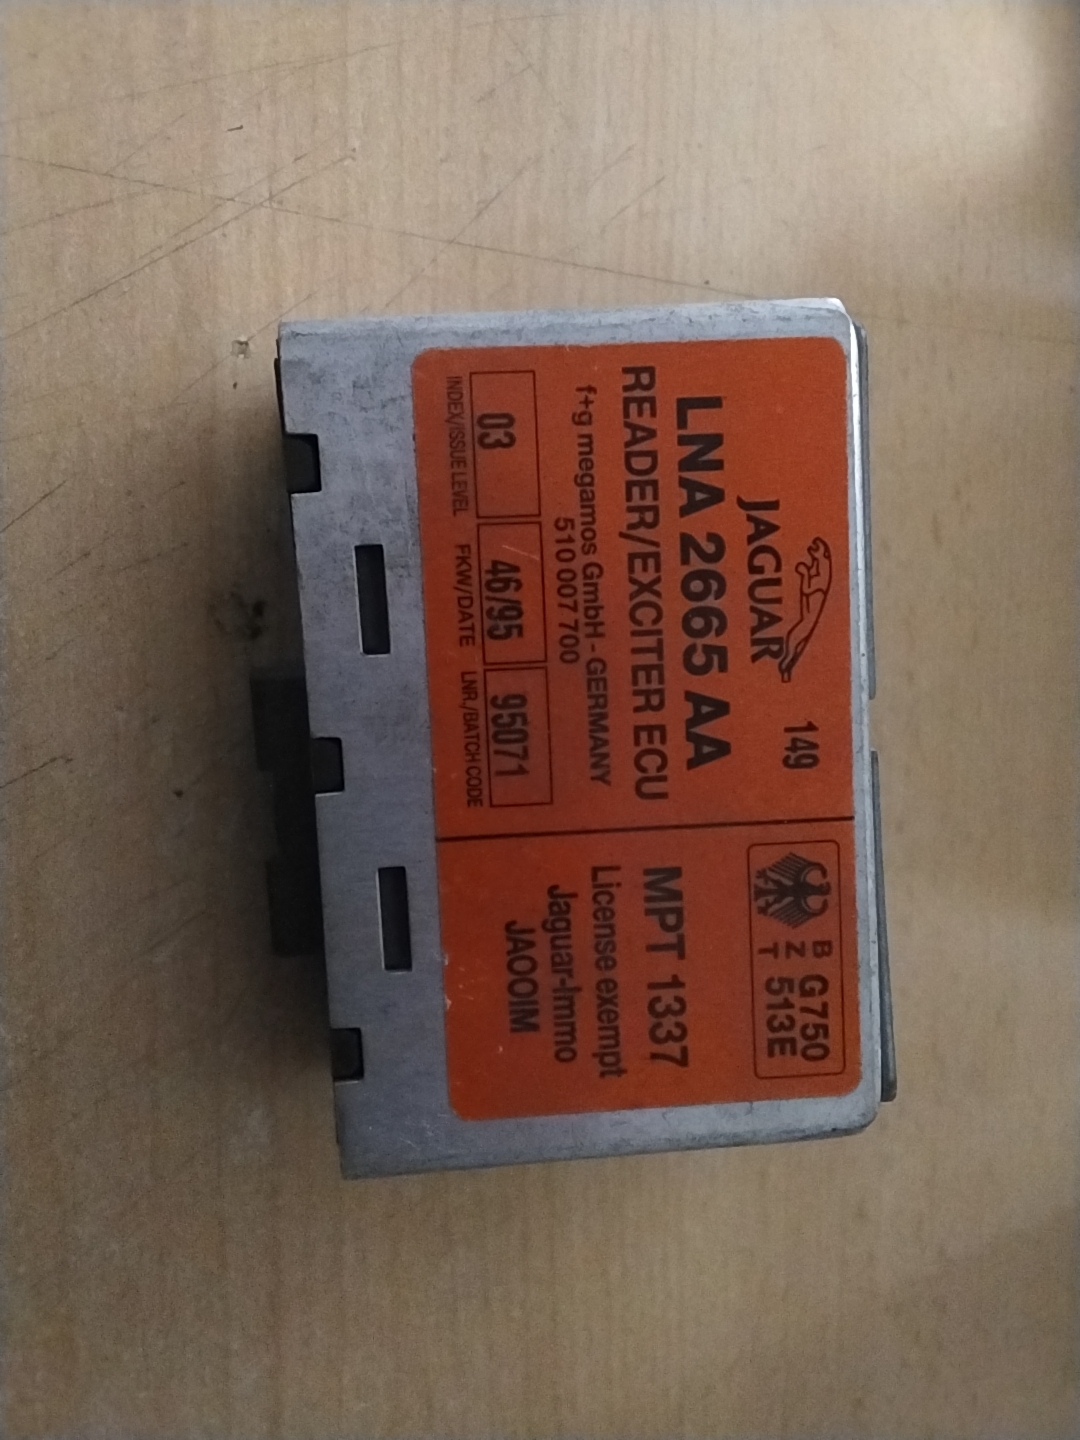 JAGUAR 149
LNA 2665 AA
READER/EXCITER ECU
f+g megamos GmbH - GERMANY
510 007 700
03 46/95 95071
INDEX/ISSUE LEVEL FKW/DATE LNR./BATCH CODE
B G750
Z
T 513E
MPT 1337
License exempt
Jaguar-Immo
JAOOIM